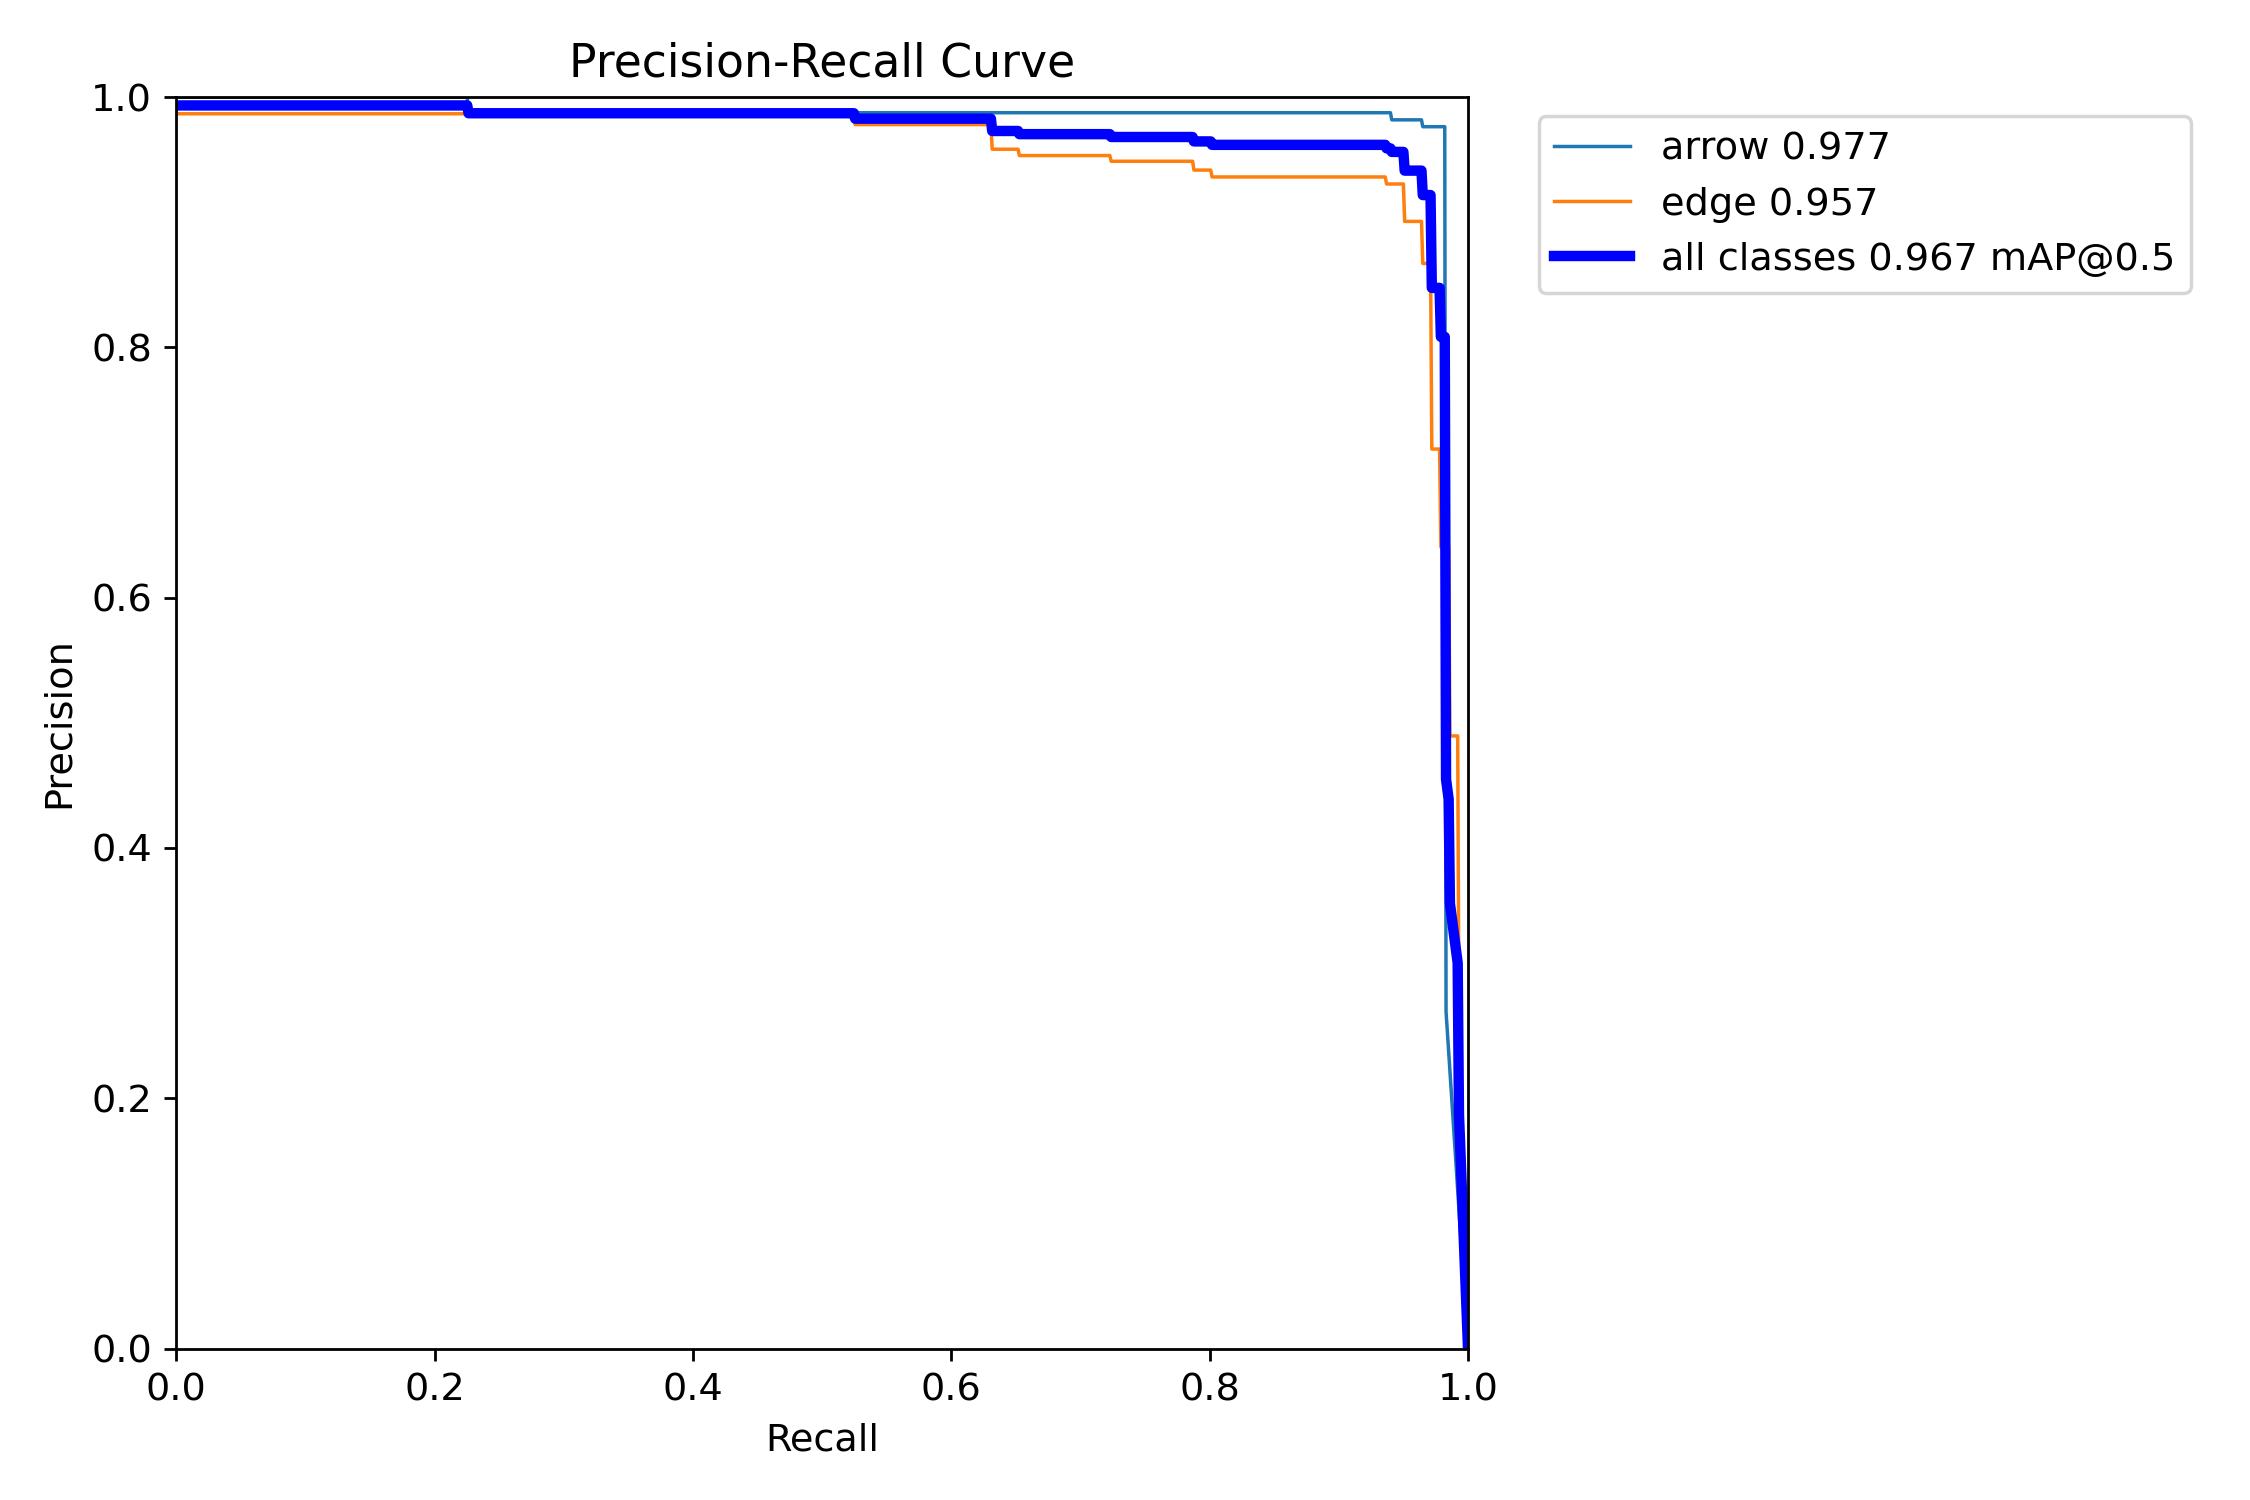 Precision-Recall Curve
1.0
0.8
0.6
0.4
0.2
0.0
Precision
0.0 0.2 0.4 0.6 0.8 1.0
Recall
arrow 0.977
edge 0.957
all classes 0.967 mAP@0.5